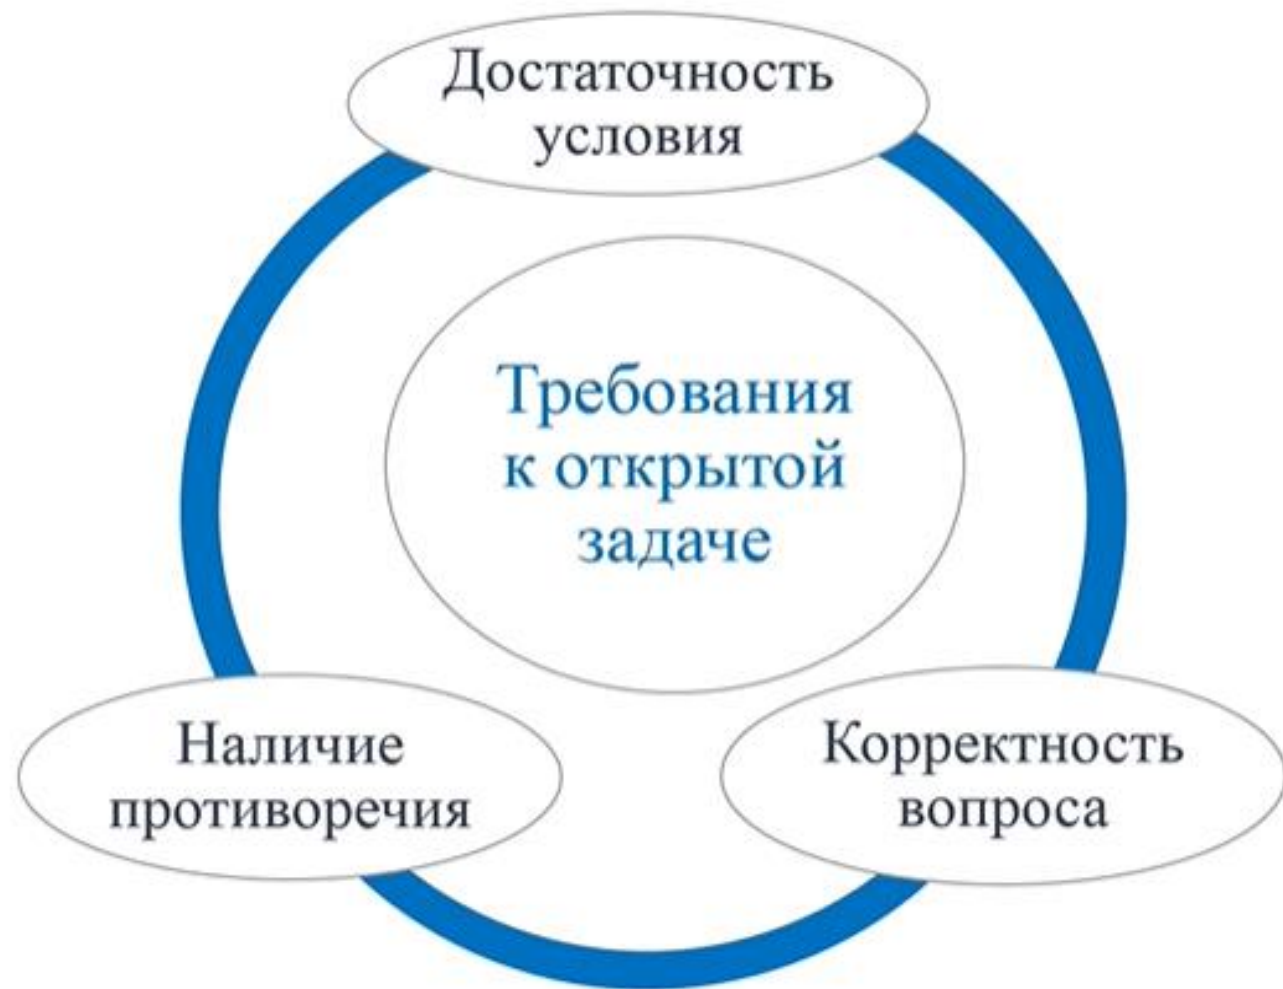 Достаточность
условия
Требования
к открытой
задаче
Наличие
противоречия
Корректность
вопроса